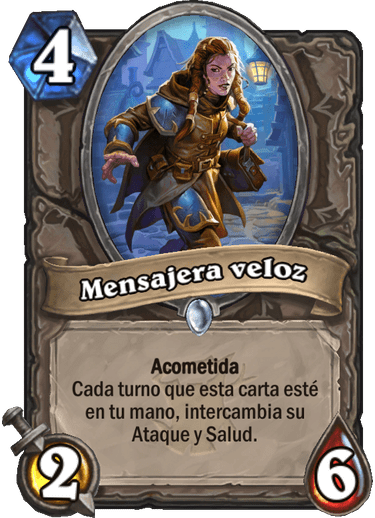 4
Mensajera veloz
Acometida
Cada turno que esta carta esté
en tu mano, intercambia su
Ataque y Salud.
2
6